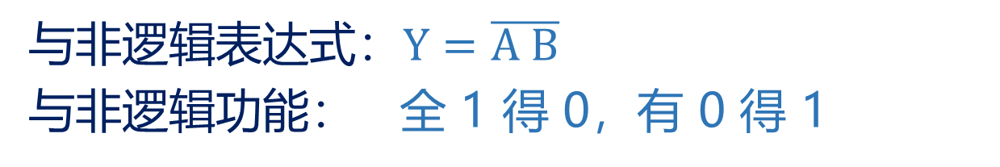 与非逻辑表达式：Y = \overline{A B}
与非逻辑功能： 全 1 得 0，有 0 得 1